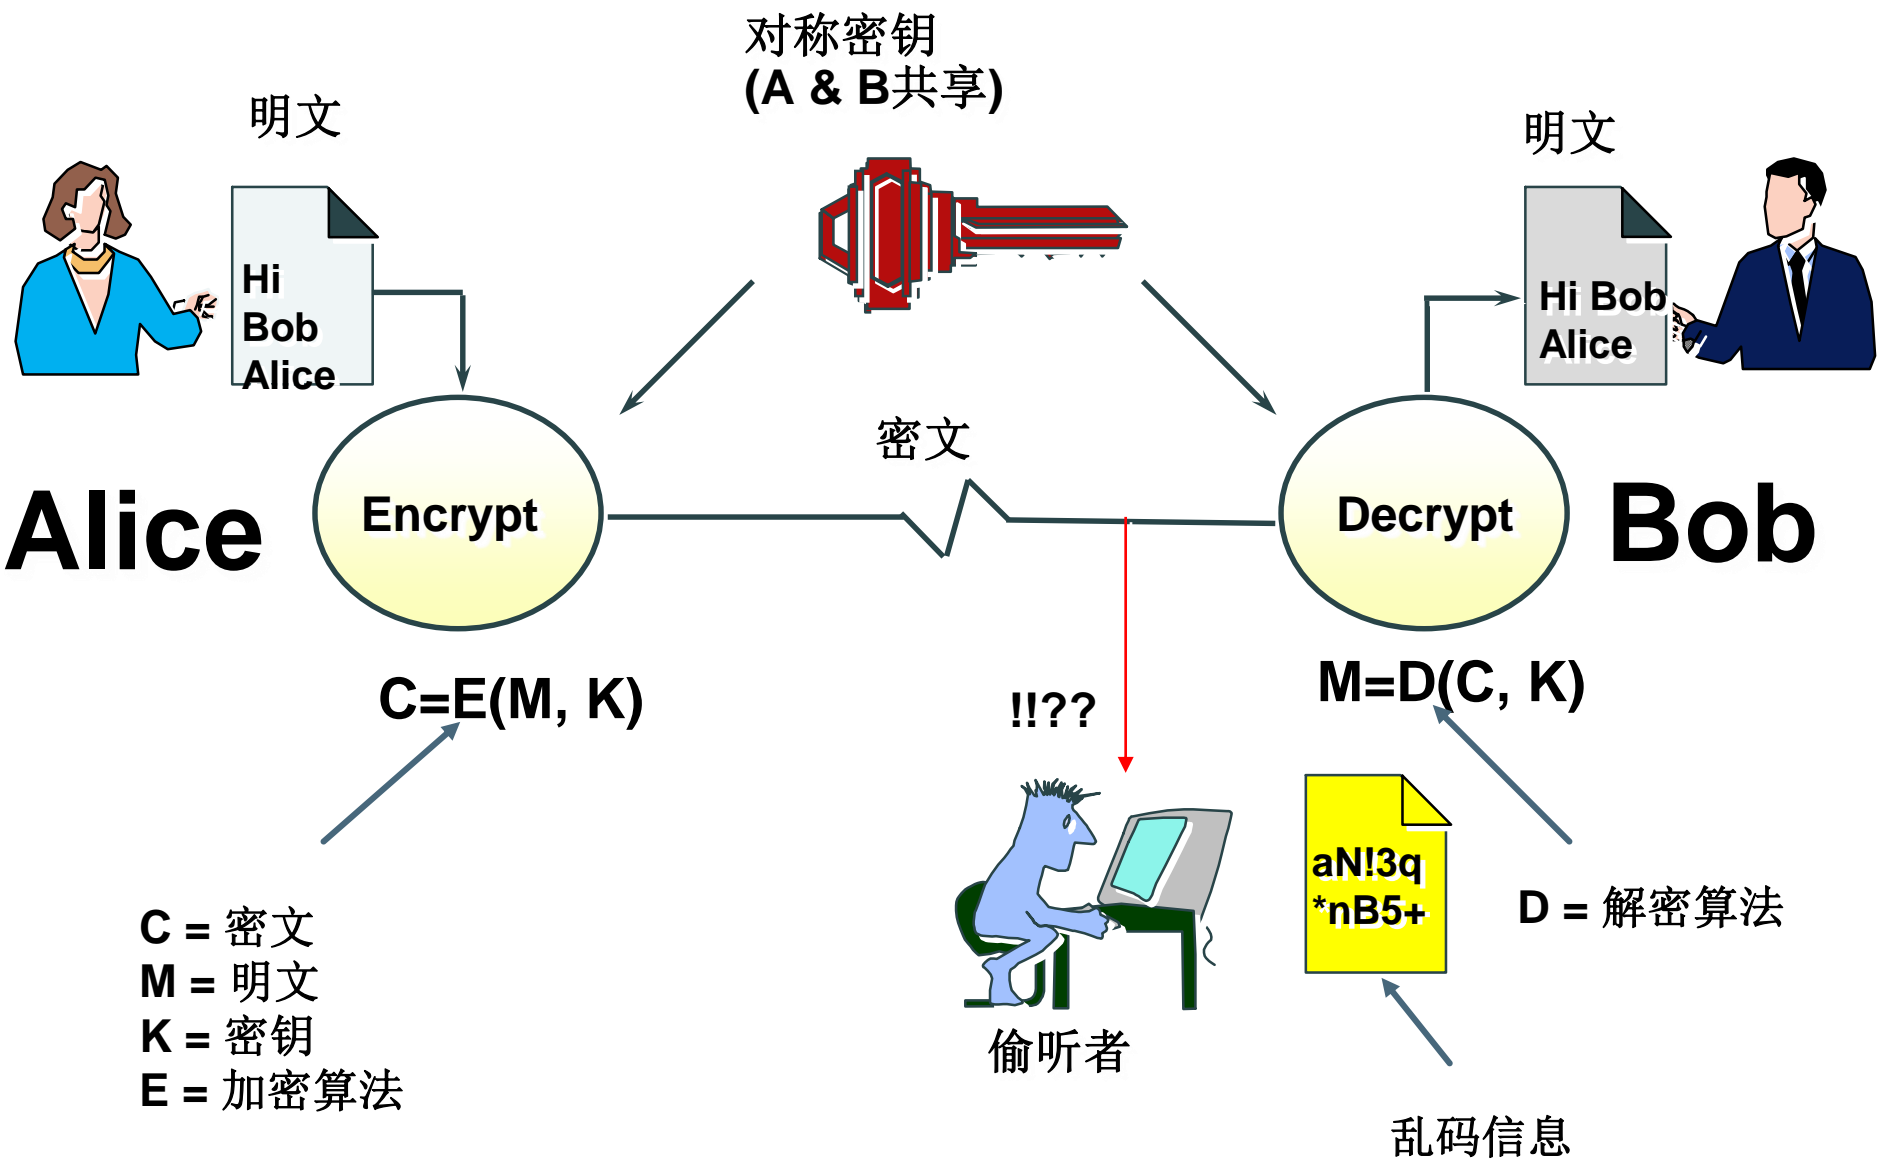 对称密钥
(A & B共享)
明文
明文
Hi
Bob
Alice
Hi Bob
Alice
密文
Alice
Encrypt
Decrypt
Bob
C=E(M, K)
M=D(C, K)
!!??
aN!3q
*nB5+
C = 密文
M = 明文
K = 密钥
E = 加密算法
D = 解密算法
偷听者
乱码信息